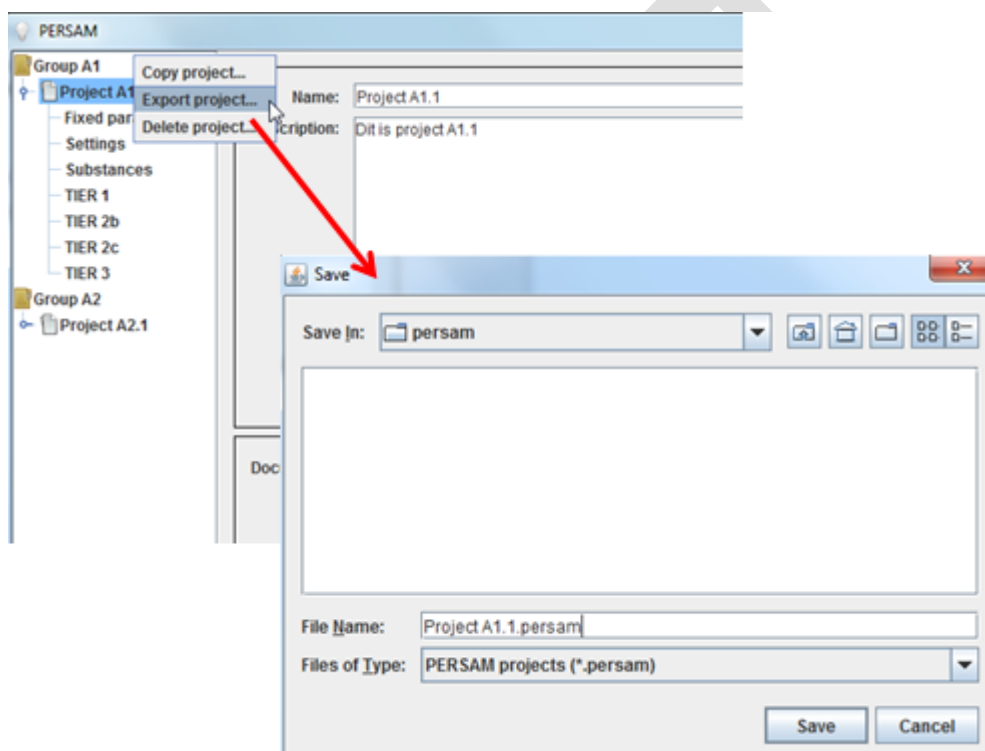 PERSAM
Group A1
Copy project...
Project A1
Export project...
Name: Project A1.1
Fixed par
Delete project...
cription: Dit is project A1.1
Settings
Substances
TIER 1
TIER 2b
TIER 2c
TIER 3
Group A2
Project A2.1
Doc
Save
Save In: persam
File Name: Project A1.1.persam
Files of Type: PERSAM projects (*.persam)
Save Cancel